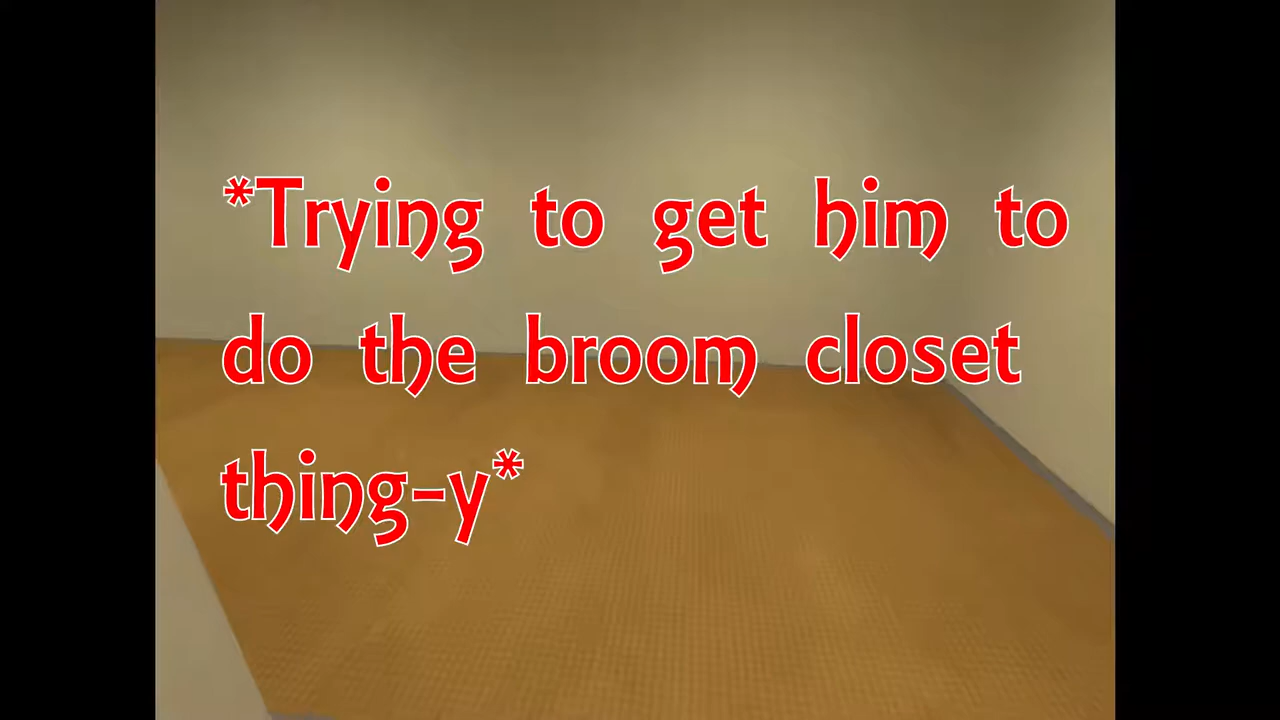 *Trying to get him to
do the broom closet
thing-y*